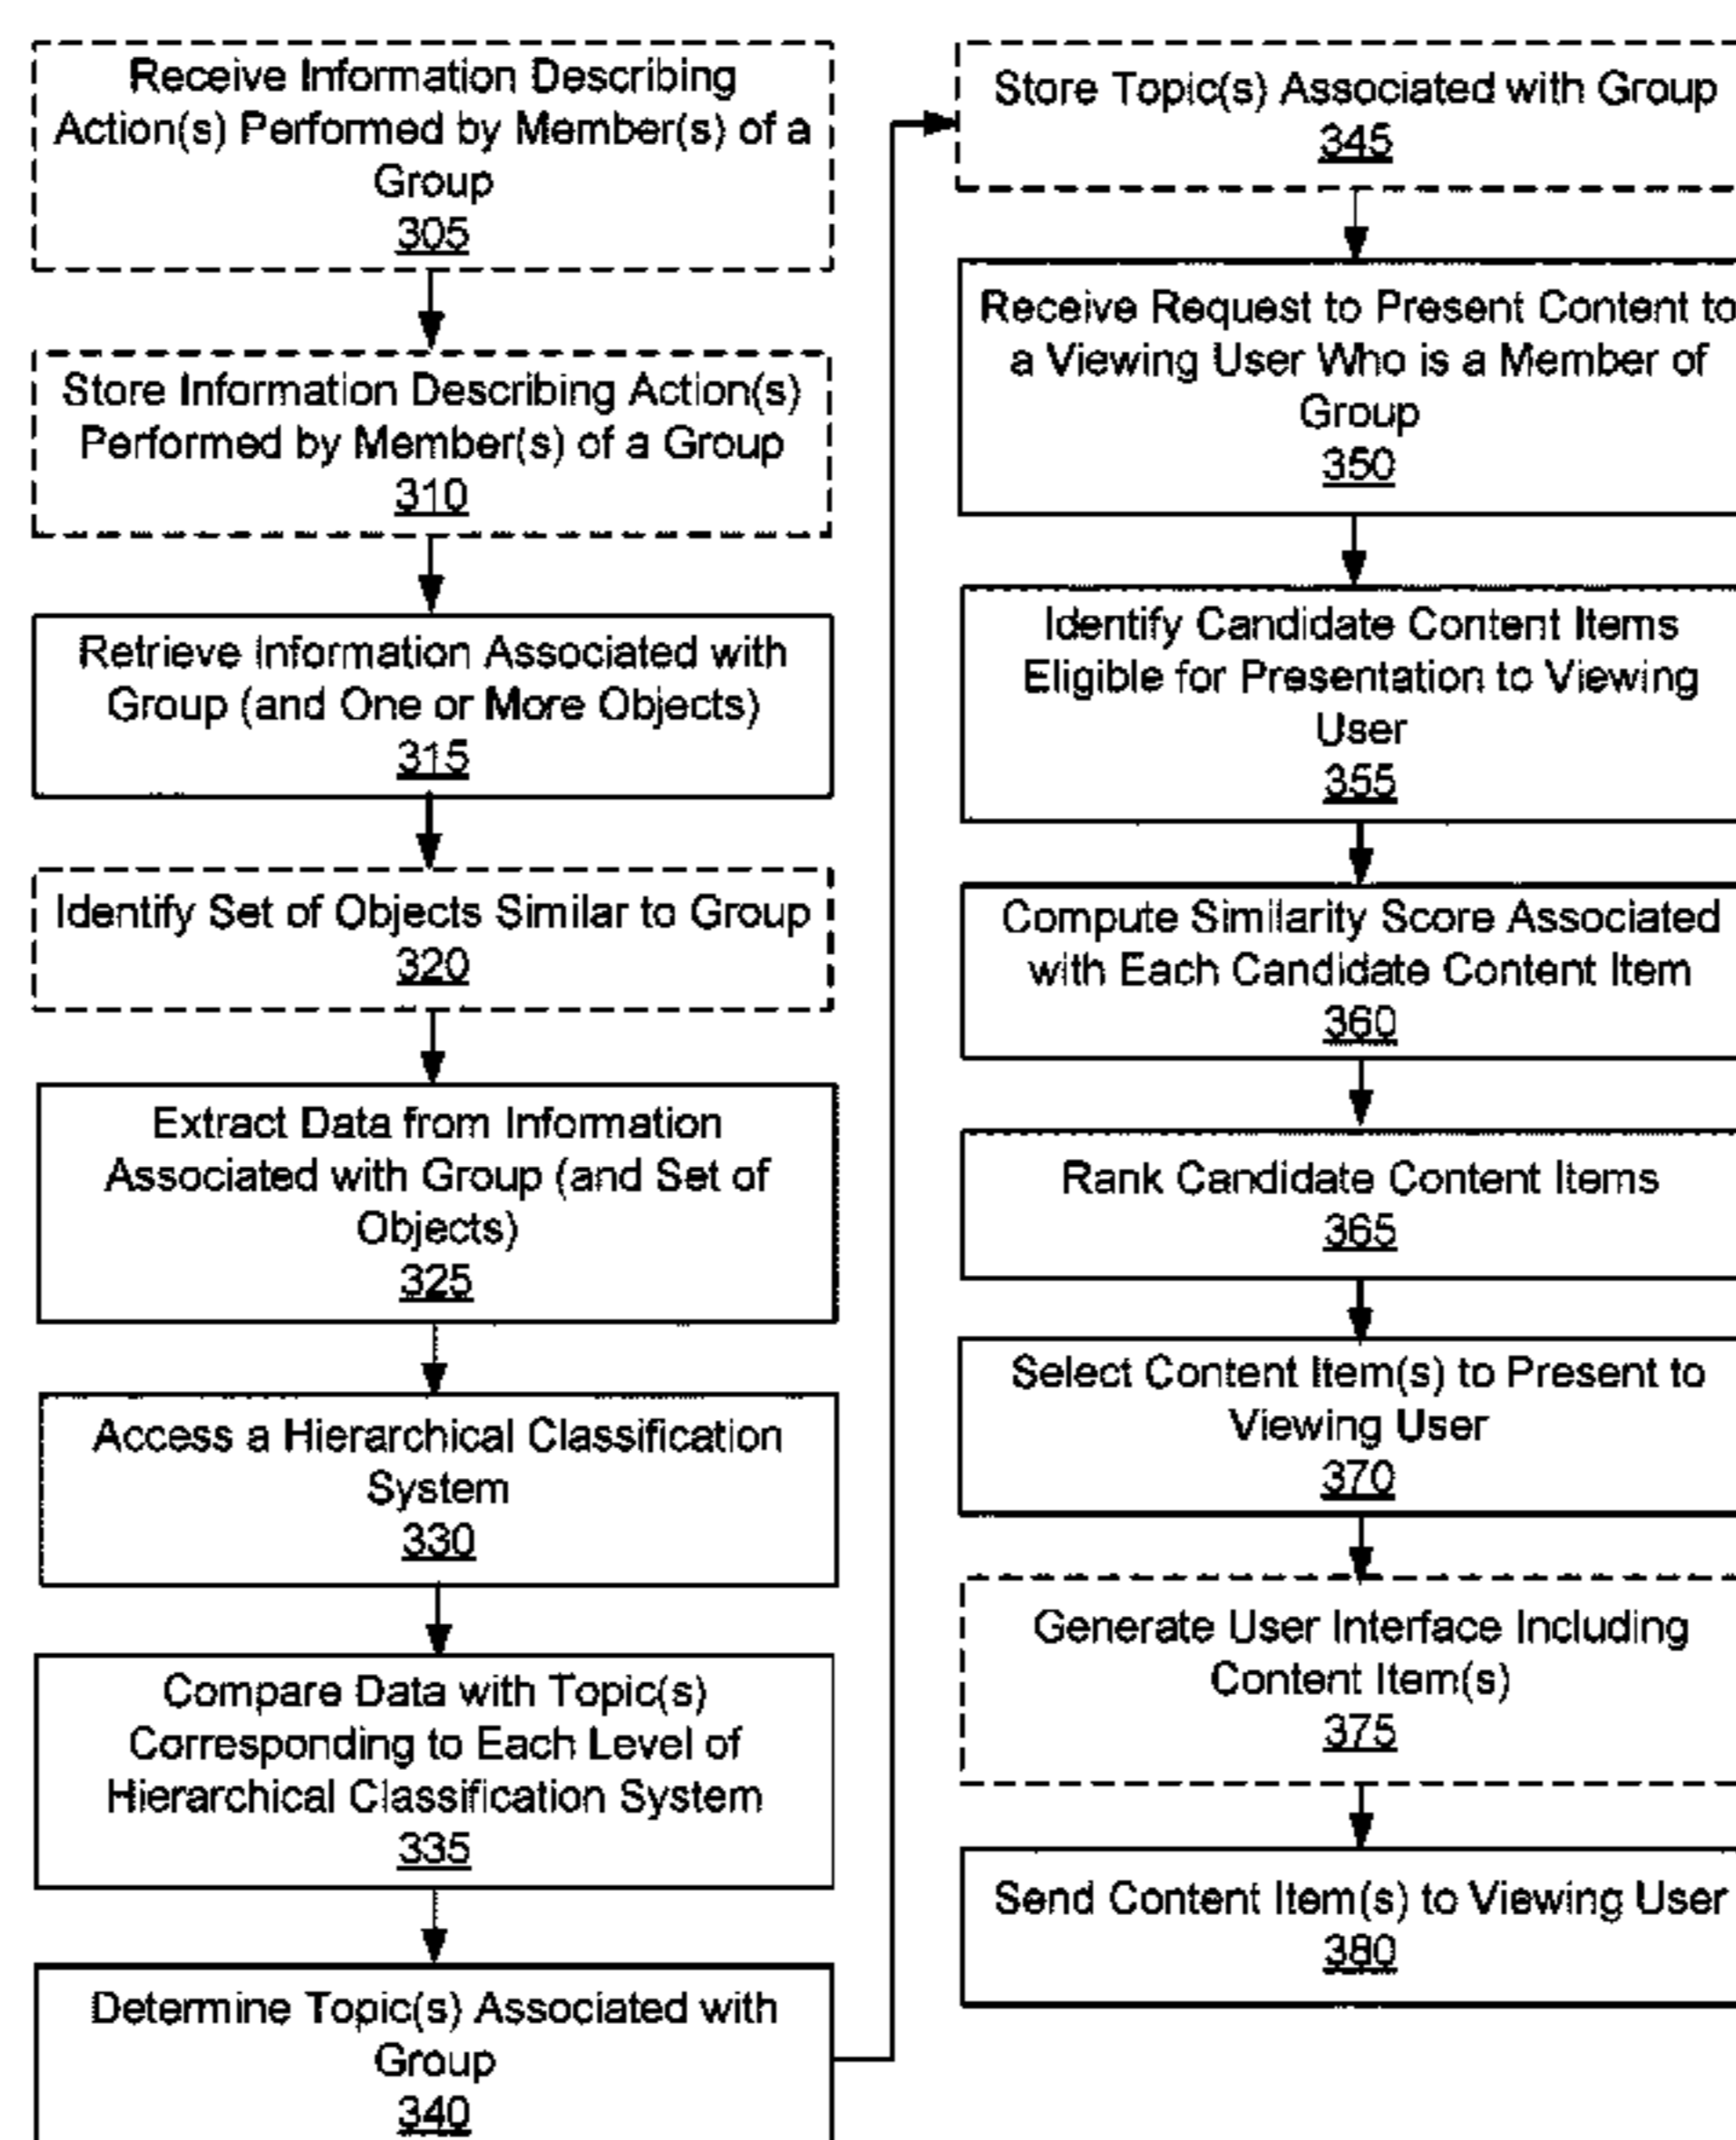 Receive Information Describing
Action(s) Performed by Member(s) of a
Group
305
Store Information Describing Action(s)
Performed by Member(s) of a Group
310
Retrieve Information Associated with
Group (and One or More Objects)
315
Identify Set of Objects Similar to Group
320
Extract Data from Information
Associated with Group (and Set of
Objects)
325
Access a Hierarchical Classification
System
330
Compare Data with Topic(s)
Corresponding to Each Level of
Hierarchical Classification System
335
Determine Topic(s) Associated with
Group
340
Store Topic(s) Associated with Group
345
Receive Request to Present Content to
a Viewing User Who is a Member of
Group
350
Identify Candidate Content Items
Eligible for Presentation to Viewing
User
355
Compute Similarity Score Associated
with Each Candidate Content Item
360
Rank Candidate Content Items
365
Select Content Item(s) to Present to
Viewing User
370
Generate User Interface Including
Content Item(s)
375
Send Content Item(s) to Viewing User
380